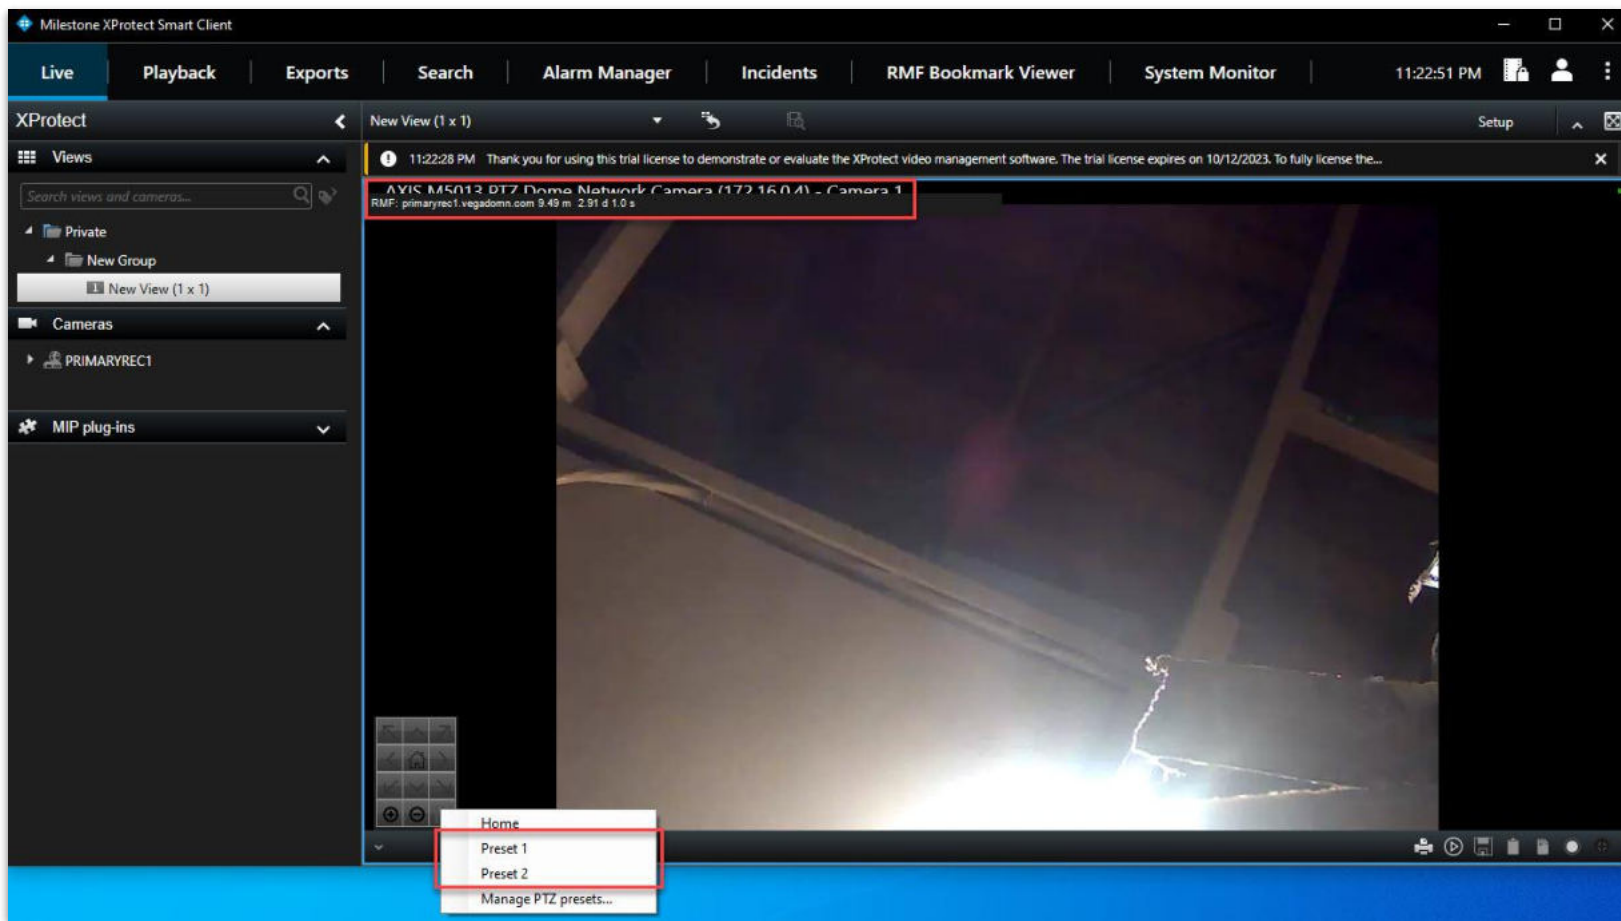 Milestone XProtect Smart Client
Live
Playback
Exports
Search
Alarm Manager
Incidents
RMF Bookmark Viewer
System Monitor
11:22:51 PM
XProtect
New View (1 x 1)
Setup
Views
11:22:28 PM Thank you for using this trial license to demonstrate or evaluate the XProtect video management software. The trial license expires on 10/12/2023. To fully license the...
Search views and cameras...
AXIS M5013 PTZ Dome Network Camera (172.16.0.4) - Camera 1
RMF: primaryrec1.vegadomn.com 9.49 m 2.91 d 1.0 s
Private
New Group
1 New View (1 x 1)
Cameras
PRIMARYREC1
MIP plug-ins
Home
Preset 1
Preset 2
Manage PTZ presets...